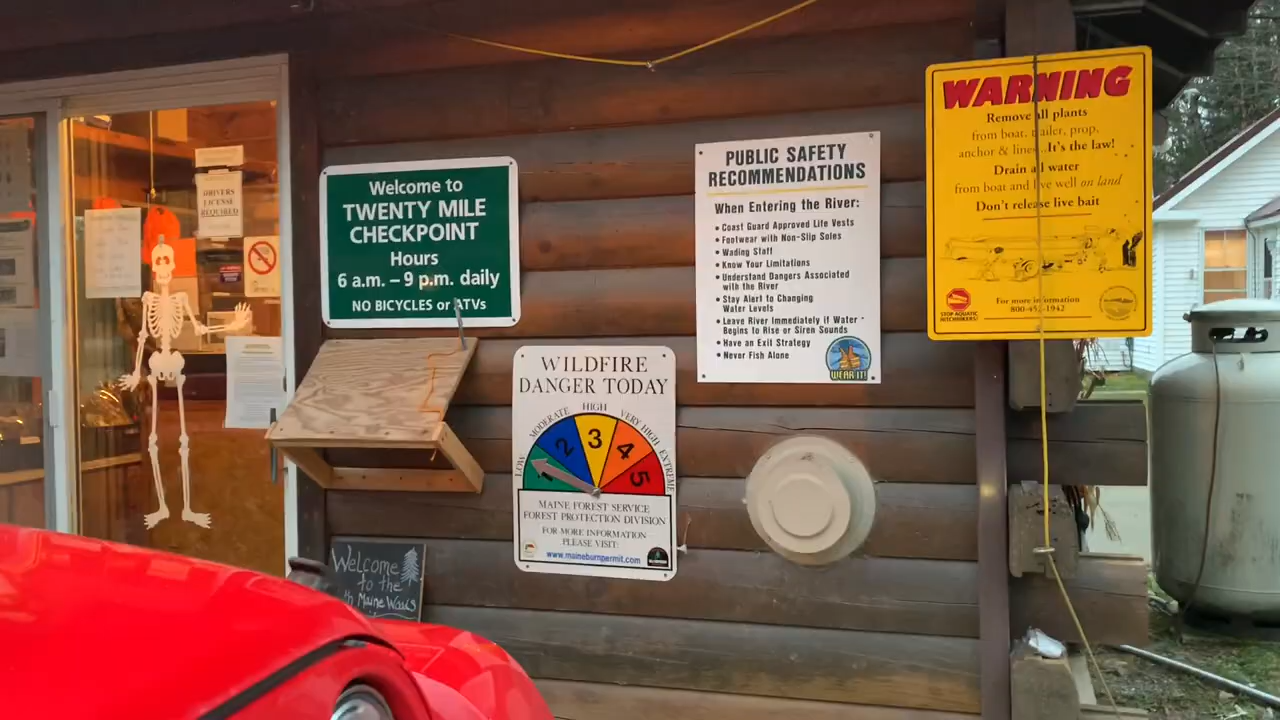 DRIVERS
LICENSE
REQUIRED
Welcome to
TWENTY MILE
CHECKPOINT
Hours
6 a.m. – 9 p.m. daily
NO BICYCLES or ATVs
WILDFIRE
DANGER TODAY
LOW MODERATE HIGH VERY HIGH EXTREME
1 2 3 4 5
MAINE FOREST SERVICE
FOREST PROTECTION DIVISION
FOR MORE INFORMATION
PLEASE VISIT:
www.maineburnpermit.com
Welcome
to the
Maine Woods
PUBLIC SAFETY
RECOMMENDATIONS
When Entering the River:
• Coast Guard Approved Life Vests
• Footwear with Non-Slip Soles
• Wading Staff
• Know Your Limitations
• Understand Dangers Associated
with the River
• Stay Alert to Changing
Water Levels
• Leave River Immediately if Water
Begins to Rise or Siren Sounds
• Have an Exit Strategy
• Never Fish Alone
WEAR IT!
WARNING
Remove all plants
from boat, trailer, prop,
anchor & lines...It's the law!
Drain all water
from boat and live well on land
Don't release live bait
For more information
800-452-1942
STOP AQUATIC
HITCHHIKERS!